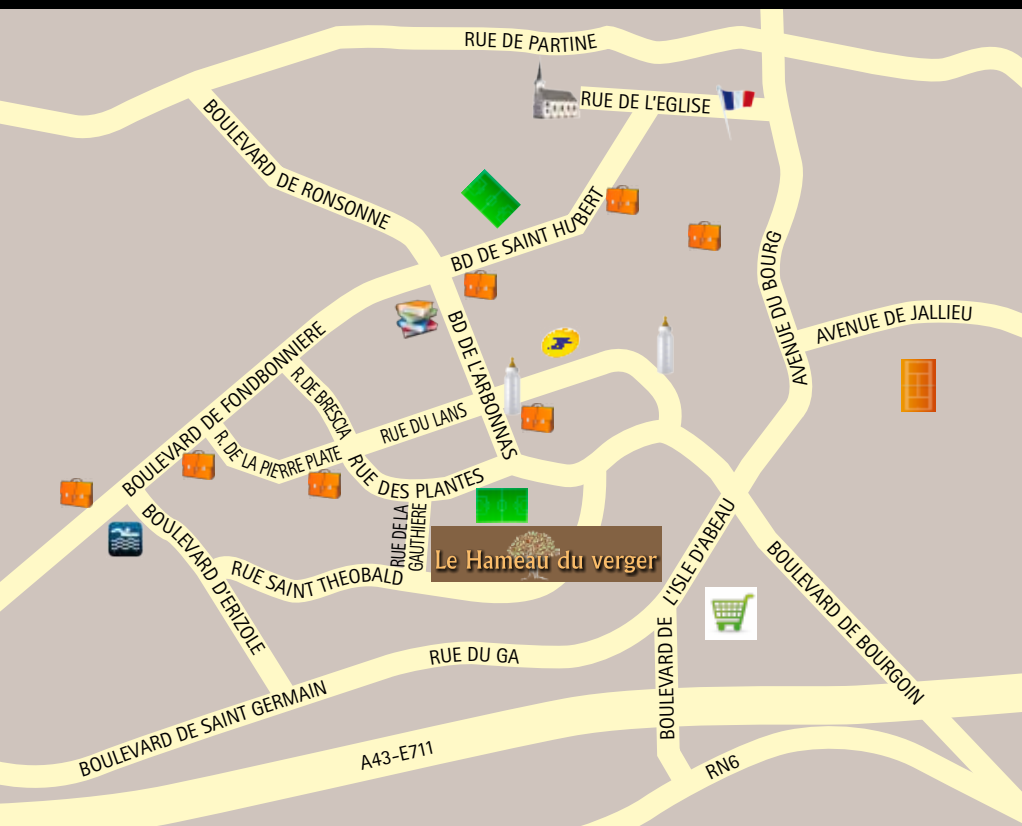 RUE DE PARTINE
RUE DE L'EGLISE
BOULEVARD DE RONSONNE
BD DE SAINT HUBERT
AVENUE DU BOURG
AVENUE DE JALLIEU
BD DE L'ARBONNAS
BOULEVARD DE FONDBONNIERE
R. DE BRESCIA
RUE DU LANS
R. DE LA PIERRE PLATE
RUE DES PLANTES
RUE DE LA
GAUTHIERE
Le Hameau du verger
BOULEVARD D'ERIZOLE
RUE SAINT THEOBALD
BOULEVARD DE L'ISLE D'ABEAU
BOULEVARD DE BOURGOIN
RUE DU GA
BOULEVARD DE SAINT GERMAIN
A43-E711
RN6